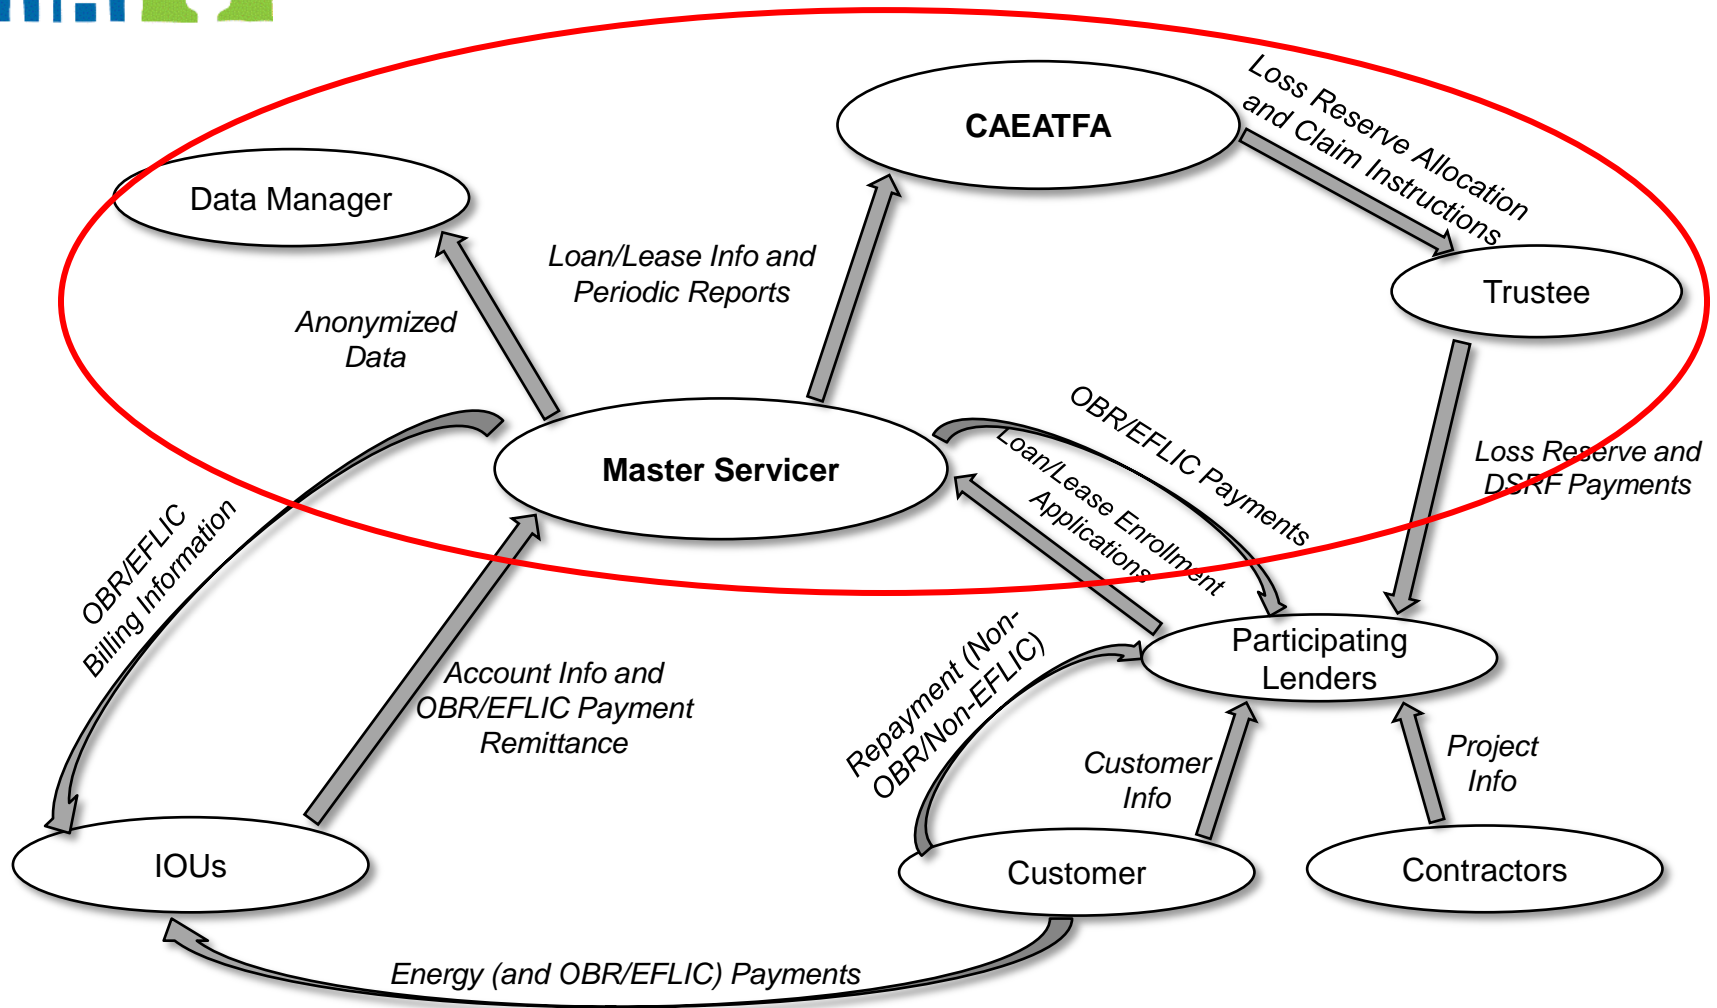 CAEATFA
Loss Reserve Allocation
and Claim Instructions
Data Manager
Loan/Lease Info and
Periodic Reports
Trustee
Anonymized
Data
OBR/EFLIC Payments
Loan/Lease Enrollment
Applications
Master Servicer
Loss Reserve and
DSRF Payments
OBR/EFLIC
Billing Information
Participating
Lenders
Account Info and
OBR/EFLIC Payment
Remittance
Repayment (Non-
OBR/Non-EFLIC)
Customer
Info
Project
Info
IOUs
Customer
Contractors
Energy (and OBR/EFLIC) Payments